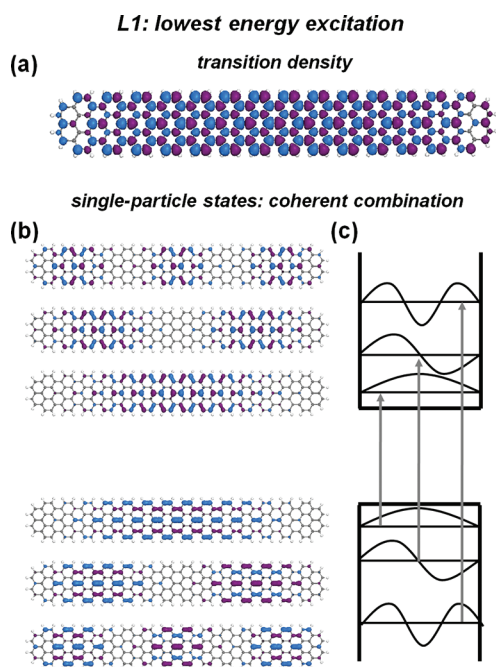 L1: lowest energy excitation
(a)
transition density
single-particle states: coherent combination
(b)
(c)